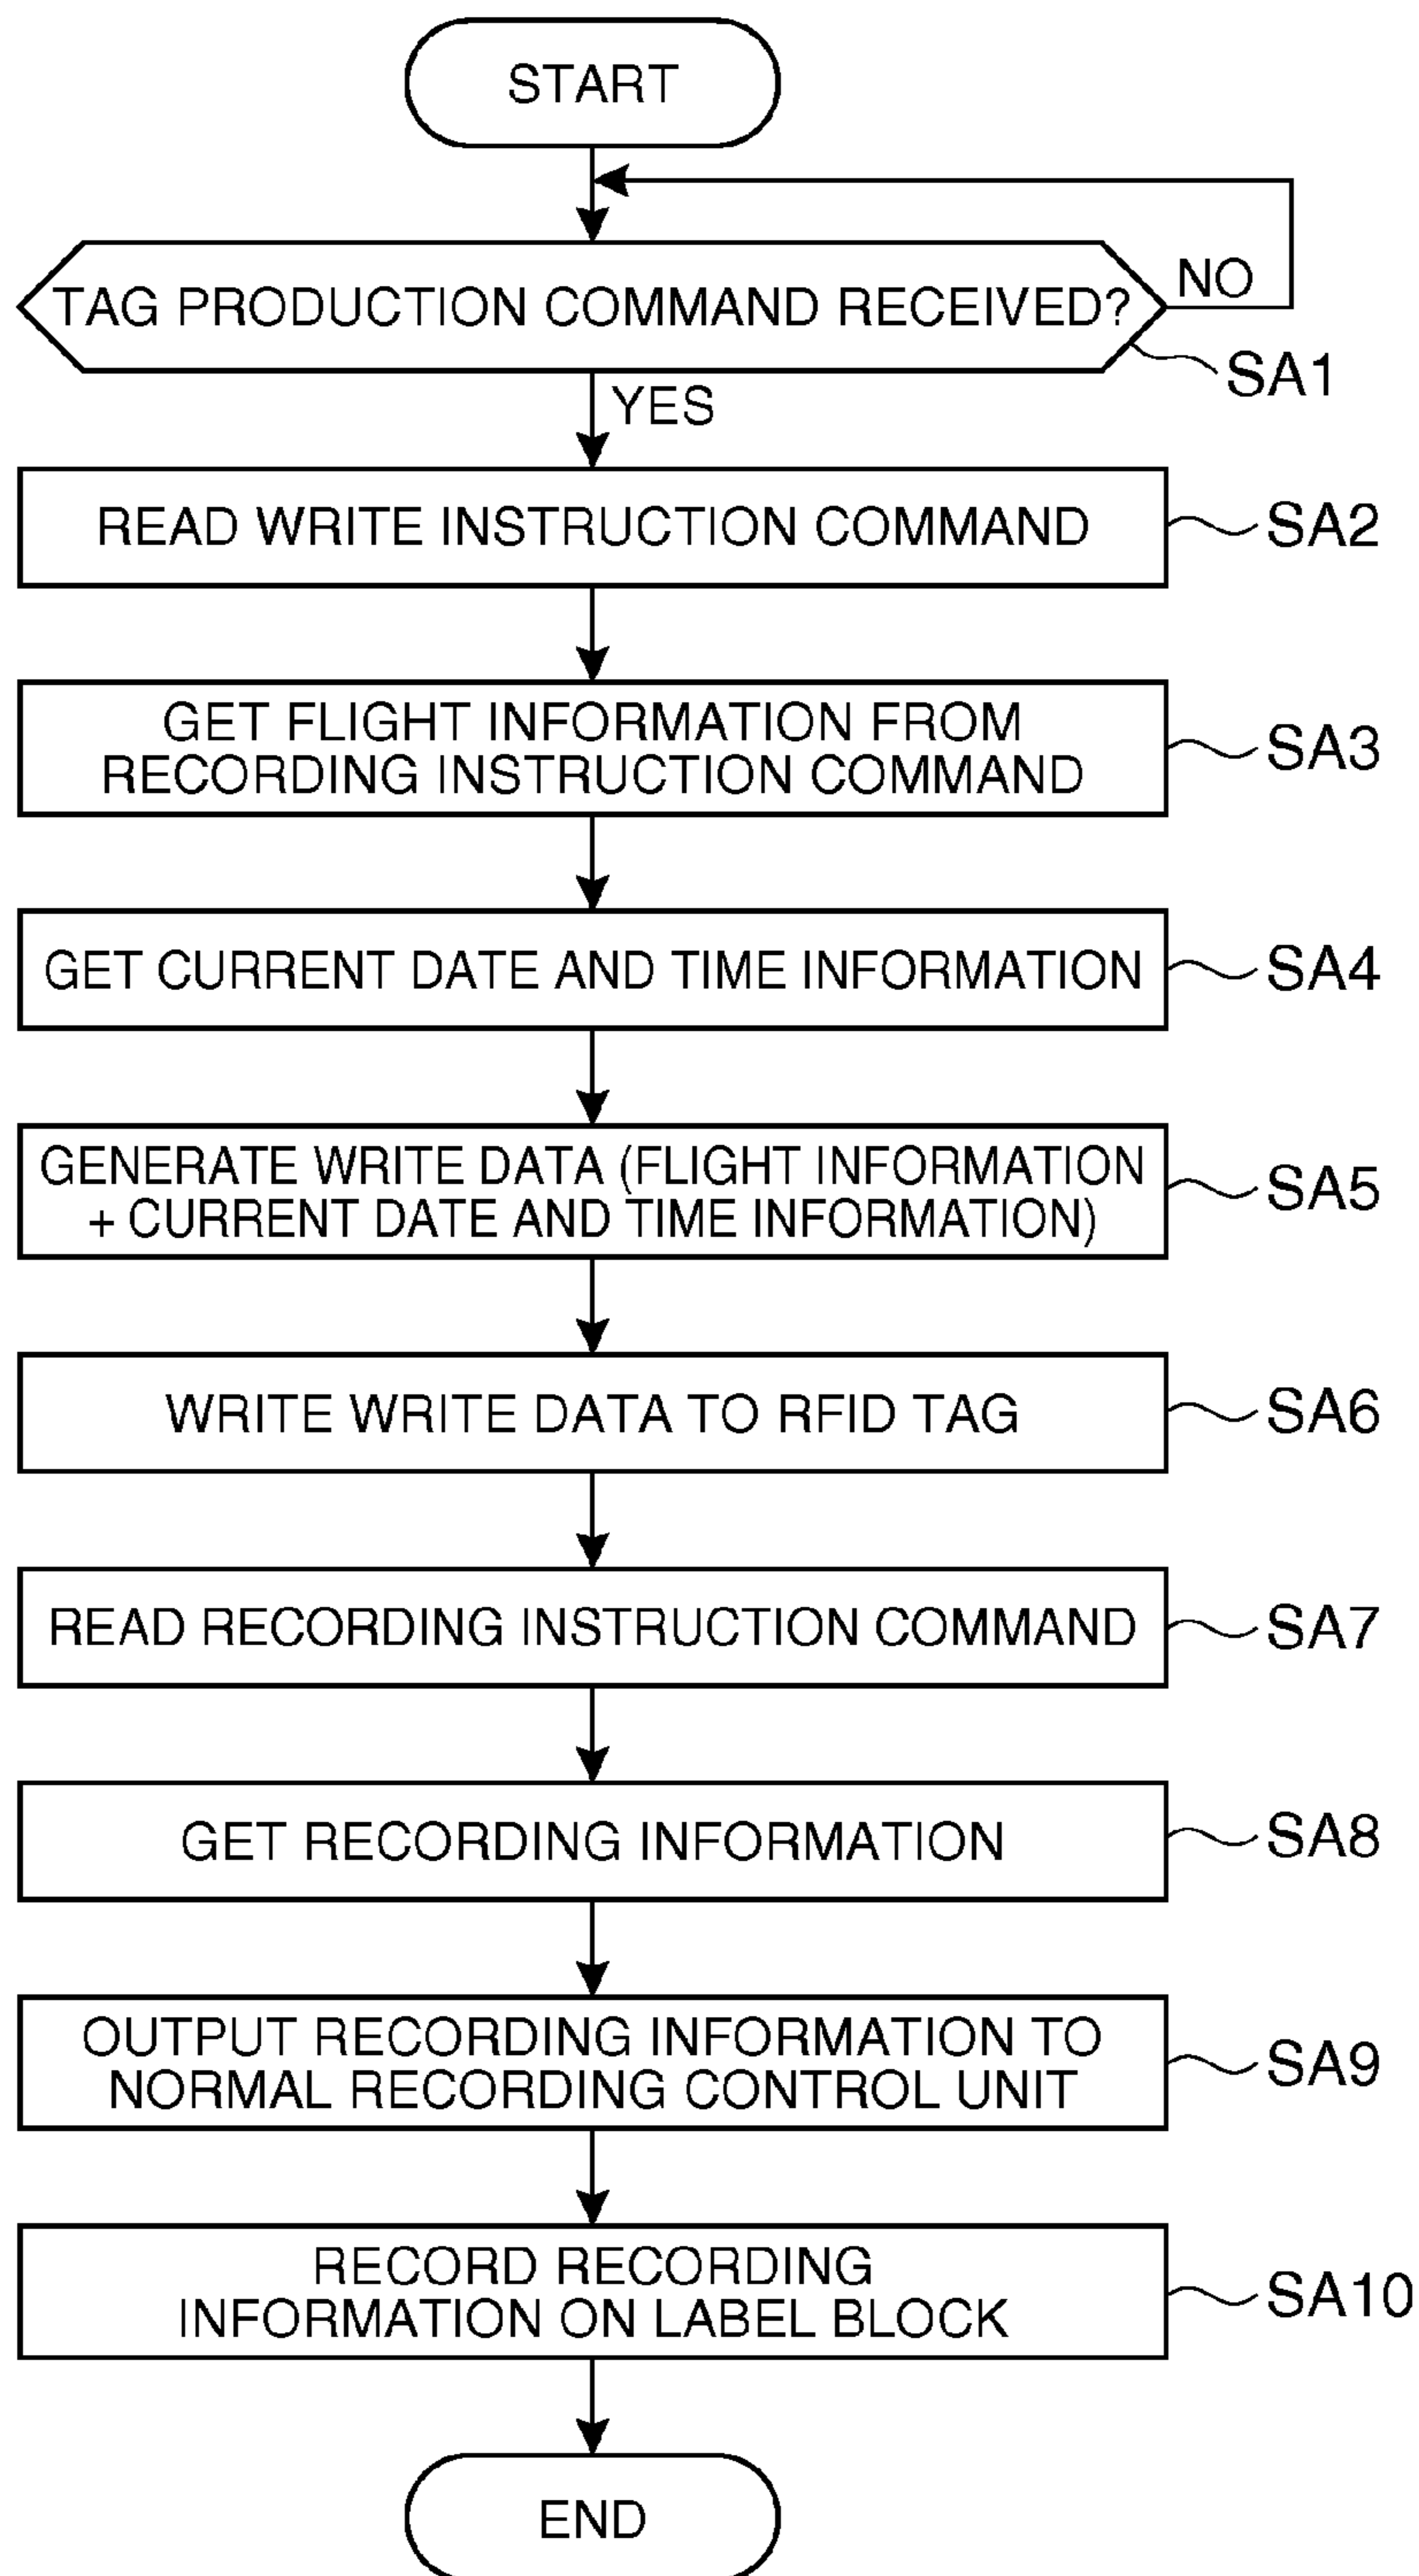 START
TAG PRODUCTION COMMAND RECEIVED?
NO
SA1
YES
READ WRITE INSTRUCTION COMMAND
SA2
GET FLIGHT INFORMATION FROM
RECORDING INSTRUCTION COMMAND
SA3
GET CURRENT DATE AND TIME INFORMATION
SA4
GENERATE WRITE DATA (FLIGHT INFORMATION
+ CURRENT DATE AND TIME INFORMATION)
SA5
WRITE WRITE DATA TO RFID TAG
SA6
READ RECORDING INSTRUCTION COMMAND
SA7
GET RECORDING INFORMATION
SA8
OUTPUT RECORDING INFORMATION TO
NORMAL RECORDING CONTROL UNIT
SA9
RECORD RECORDING
INFORMATION ON LABEL BLOCK
SA10
END